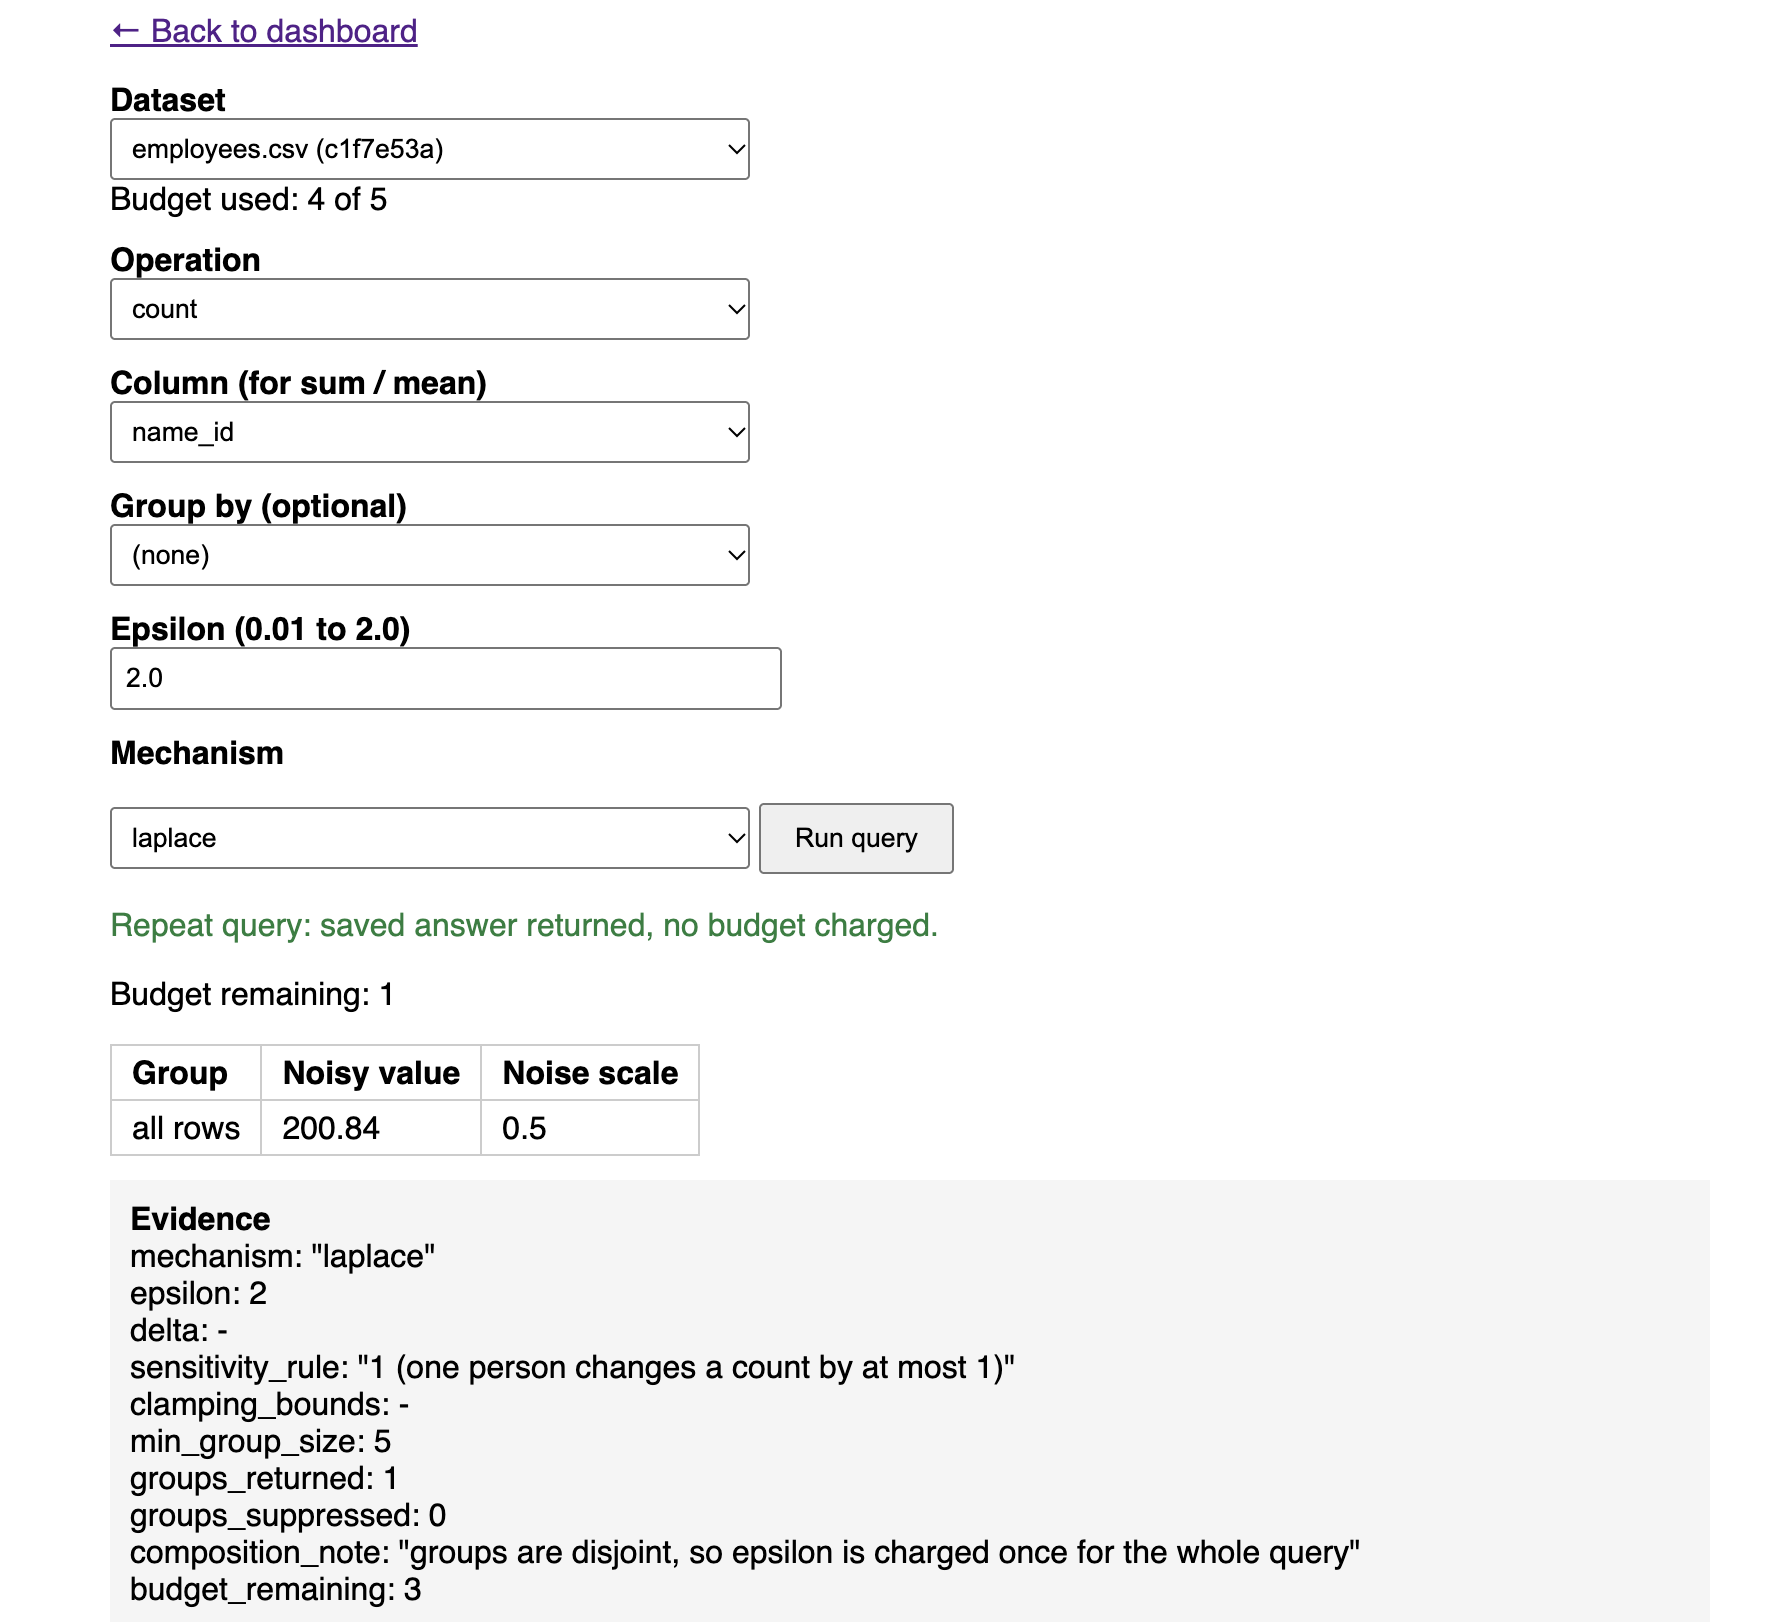 ← Back to dashboard
Dataset
employees.csv (c1f7e53a)
Budget used: 4 of 5
Operation
count
Column (for sum / mean)
name_id
Group by (optional)
(none)
Epsilon (0.01 to 2.0)
2.0
Mechanism
laplace Run query
Repeat query: saved answer returned, no budget charged.
Budget remaining: 1
Group Noisy value Noise scale
all rows 200.84 0.5
Evidence
mechanism: "laplace"
epsilon: 2
delta: -
sensitivity_rule: "1 (one person changes a count by at most 1)"
clamping_bounds: -
min_group_size: 5
groups_returned: 1
groups_suppressed: 0
composition_note: "groups are disjoint, so epsilon is charged once for the whole query"
budget_remaining: 3